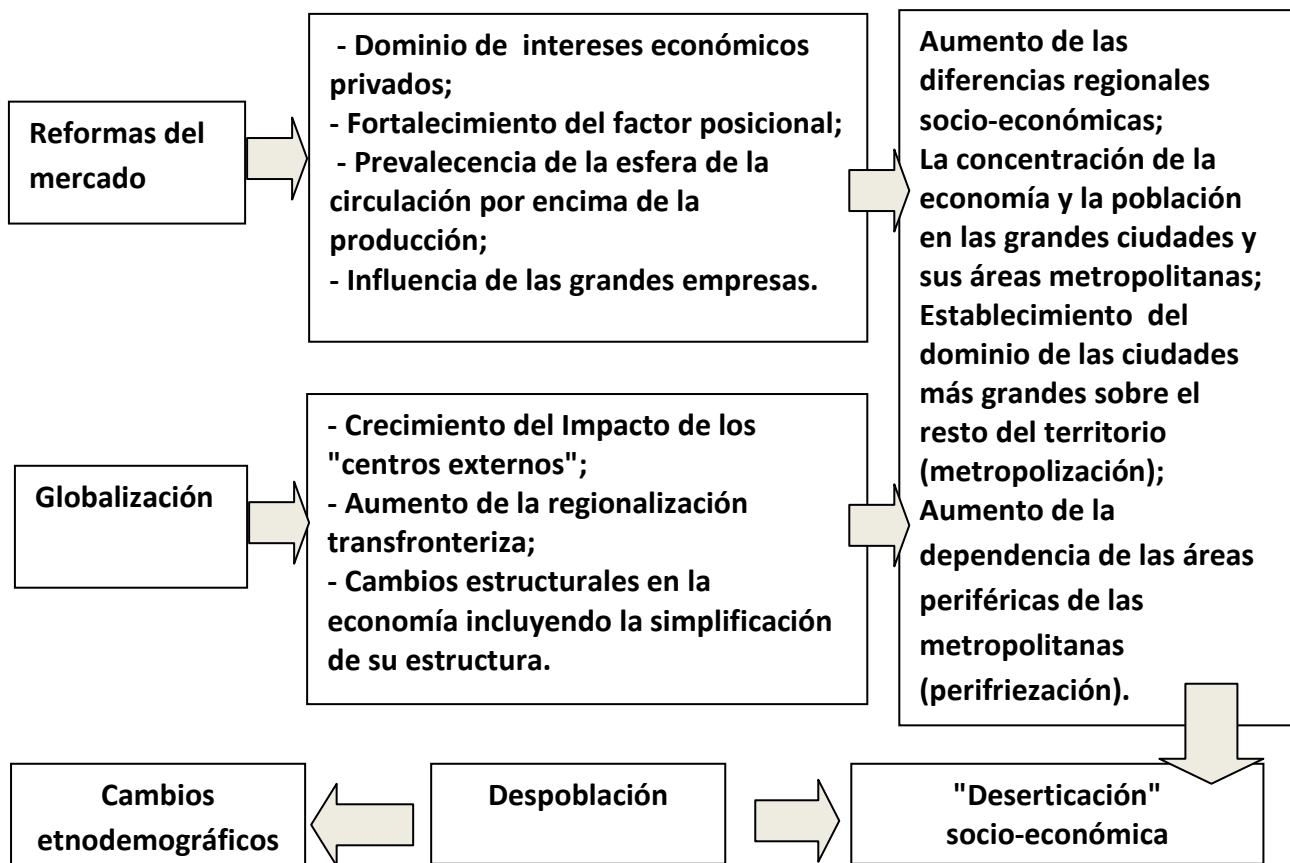 Reformas del
mercado
- Dominio de intereses económicos
privados;
- Fortalecimiento del factor posicional;
- Prevalecencia de la esfera de la
circulación por encima de la
producción;
- Influencia de las grandes empresas.
Globalización
- Crecimiento del Impacto de los
"centros externos";
- Aumento de la regionalización
transfronteriza;
- Cambios estructurales en la
economía incluyendo la simplificación
de su estructura.
Aumento de las
diferencias regionales
socio-económicas;
La concentración de la
economía y la población
en las grandes ciudades y
sus áreas metropolitanas;
Establecimiento del
dominio de las ciudades
más grandes sobre el
resto del territorio
(metropolización);
Aumento de la
dependencia de las áreas
periféricas de las
metropolitanas
(perifriezación).
Cambios
etnodemográficos
Despoblación
"Deserticación"
socio-económica